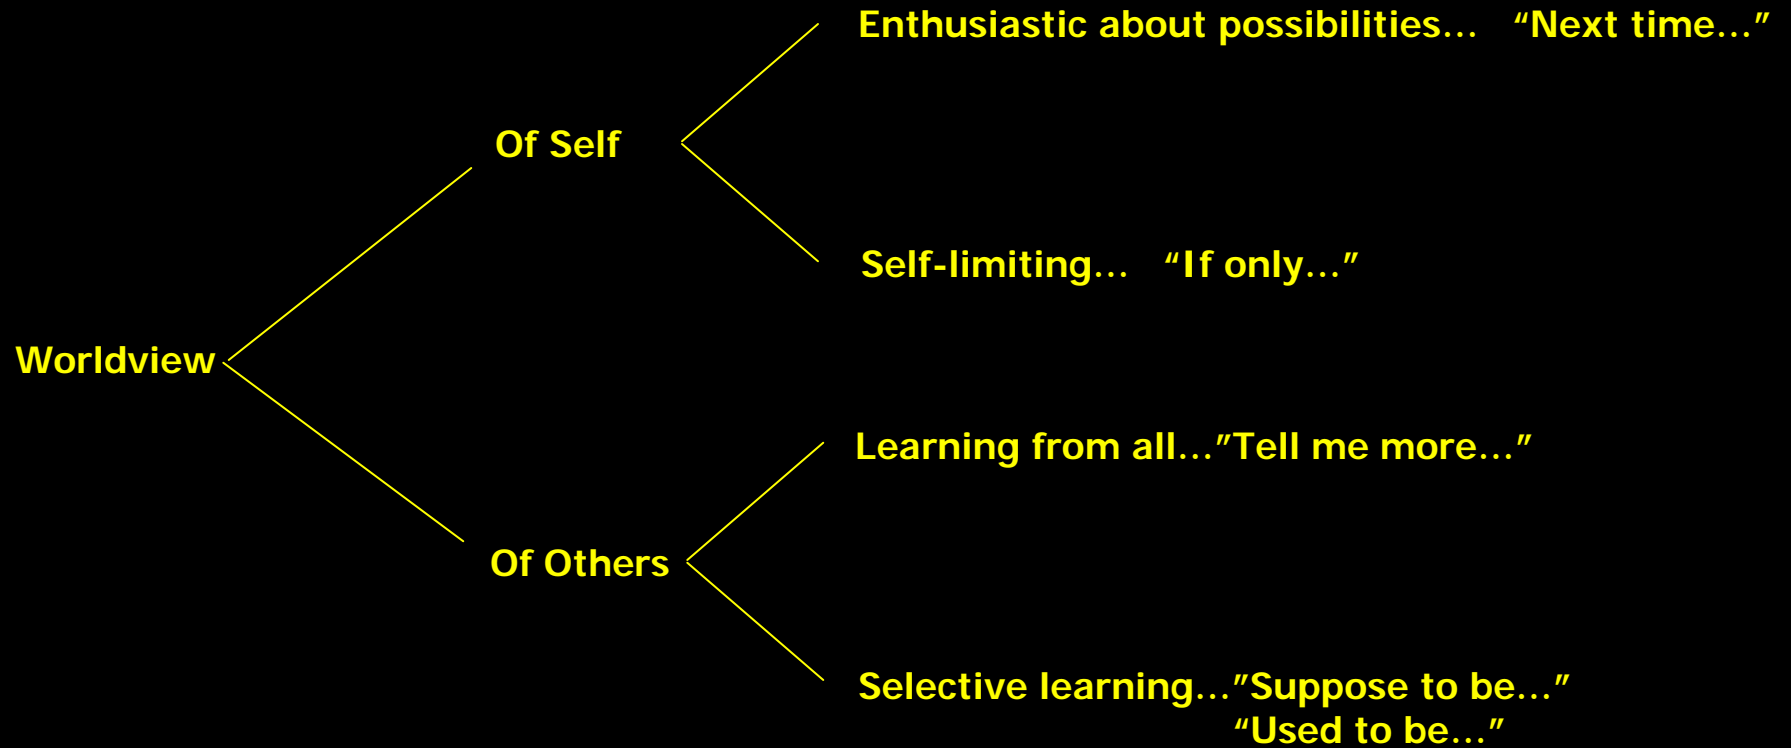 Enthusiastic about possibilities… “Next time…”
Of Self
Self-limiting… “If only…”
Worldview
Learning from all…”Tell me more…”
Of Others
Selective learning…”Suppose to be…”
“Used to be…”